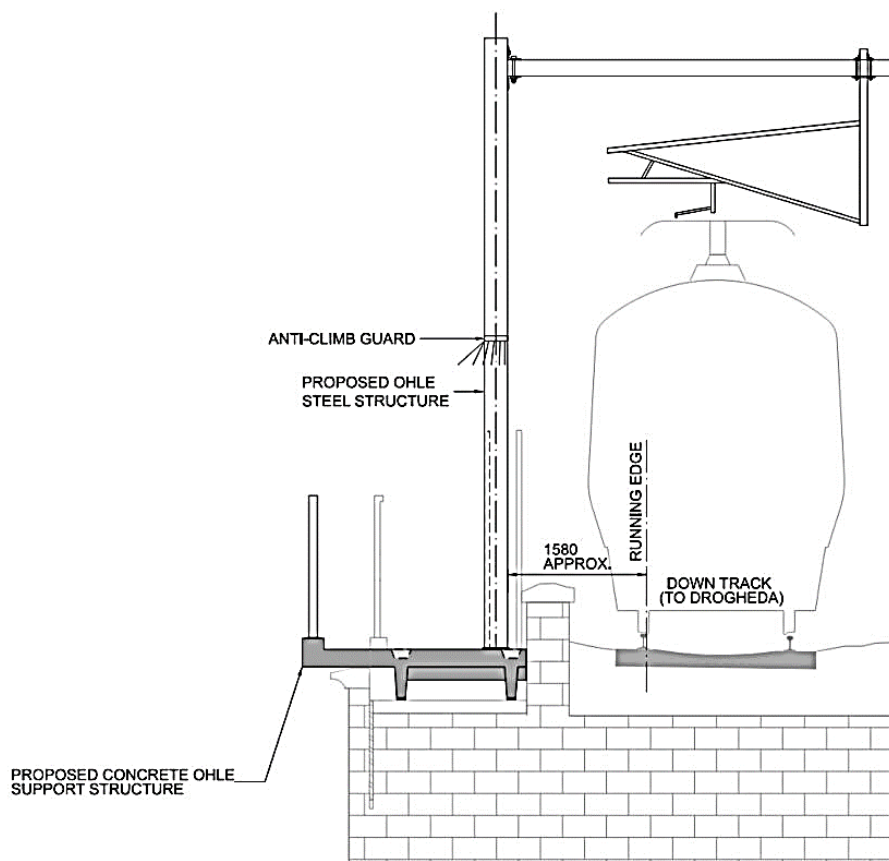 ANTI-CLIMB GUARD
PROPOSED OHLE
STEEL STRUCTURE
RUNNING EDGE
1580
APPROX.
DOWN TRACK
(TO DROGHEDA)
PROPOSED CONCRETE OHLE
SUPPORT STRUCTURE